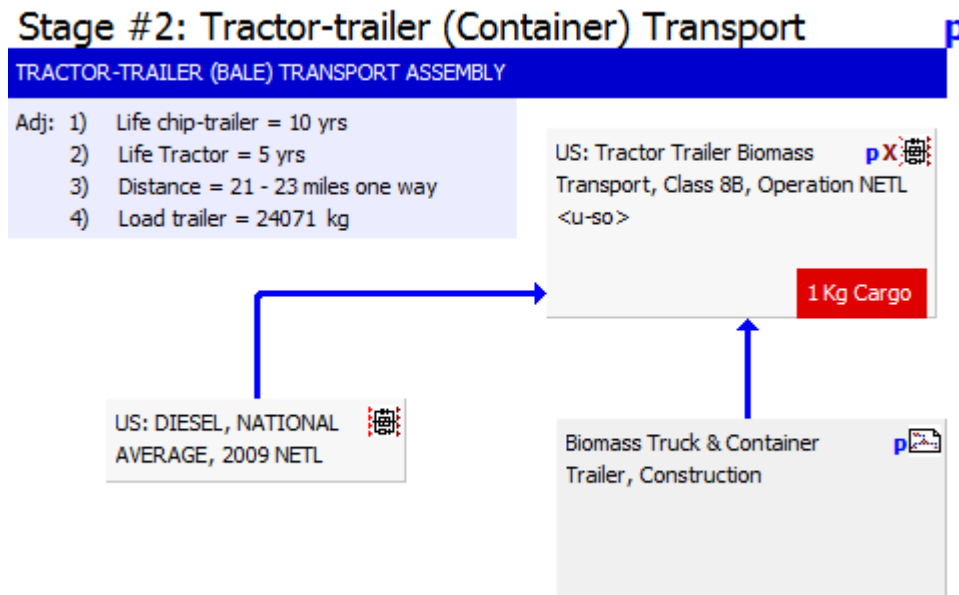 Stage #2: Tractor-trailer (Container) Transport p
TRACTOR-TRAILER (BALE) TRANSPORT ASSEMBLY
Adj: 1) Life chip-trailer = 10 yrs
2) Life Tractor = 5 yrs
3) Distance = 21 - 23 miles one way
4) Load trailer = 24071 kg
US: Tractor Trailer Biomass pX
Transport, Class 8B, Operation NETL
<u-so>
1 Kg Cargo
US: DIESEL, NATIONAL
AVERAGE, 2009 NETL
Biomass Truck & Container p
Trailer, Construction